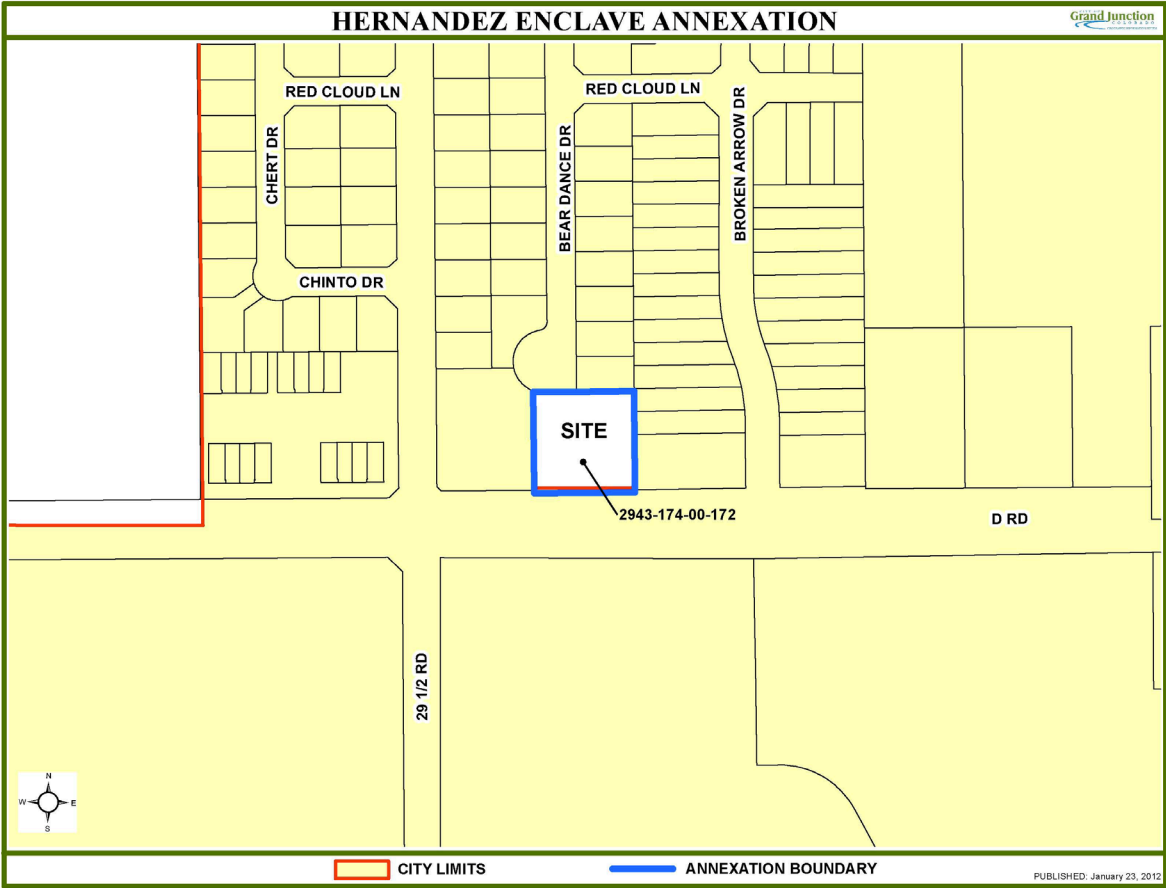 HERNANDEZ ENCLAVE ANNEXATION
Grand Junction
COLORADO
RED CLOUD LN
RED CLOUD LN
CHERT DR
BEAR DANCE DR
BROKEN ARROW DR
CHINTO DR
SITE
2943-174-00-172
D RD
29 1/2 RD
N
W E
S
CITY LIMITS
ANNEXATION BOUNDARY
PUBLISHED: January 23, 2012